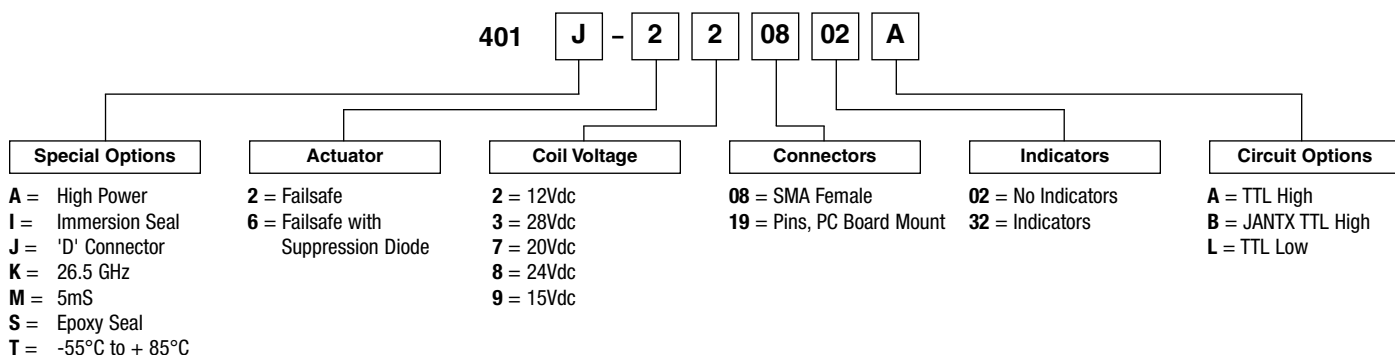 401 J – 2 2 08 02 A
Special Options
A = High Power
I = Immersion Seal
J = 'D' Connector
K = 26.5 GHz
M = 5mS
S = Epoxy Seal
T = -55°C to + 85°C
Actuator
2 = Failsafe
6 = Failsafe with
Suppression Diode
Coil Voltage
2 = 12Vdc
3 = 28Vdc
7 = 20Vdc
8 = 24Vdc
9 = 15Vdc
Connectors
08 = SMA Female
19 = Pins, PC Board Mount
Indicators
02 = No Indicators
32 = Indicators
Circuit Options
A = TTL High
B = JANTX TTL High
L = TTL Low